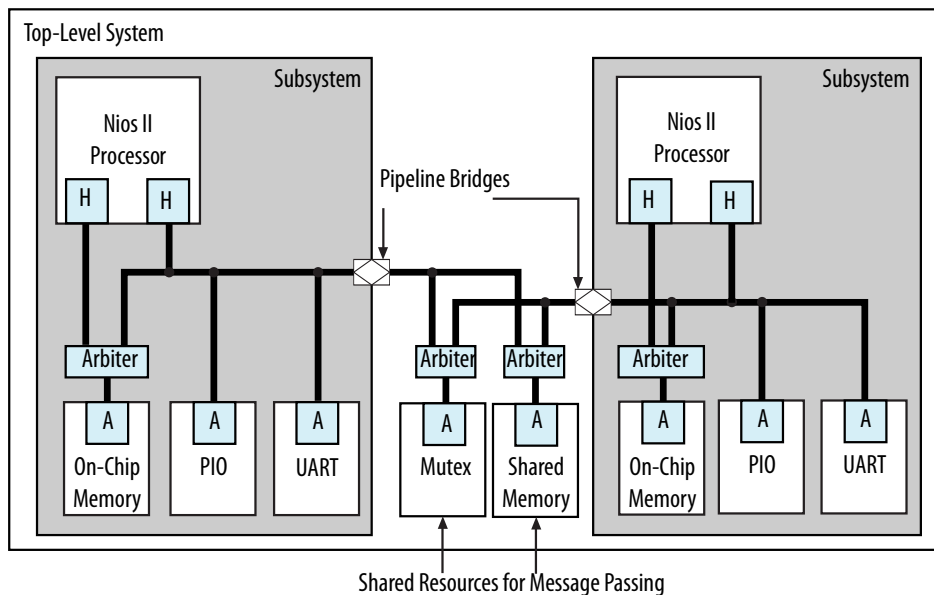 Top-Level System
Subsystem
Nios II
Processor
H
H
Arbiter
A
On-Chip
Memory
A
PIO
A
UART
Pipeline Bridges
Arbiter
Arbiter
A
Mutex
A
Shared
Memory
Subsystem
Nios II
Processor
H
H
Arbiter
A
On-Chip
Memory
A
PIO
A
UART
Shared Resources for Message Passing